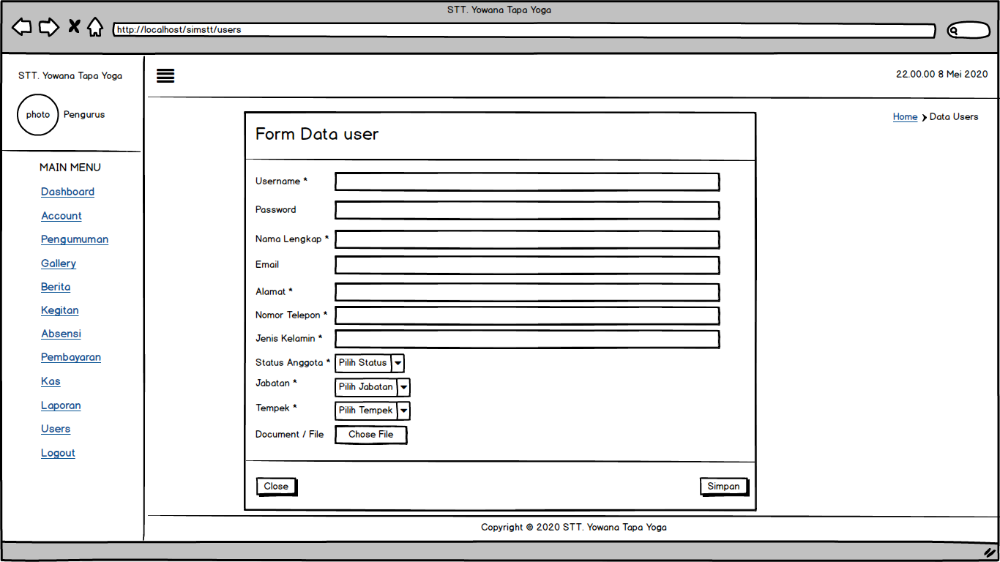 STT. Yowana Tapa Yoga
http://localhost/simstt/users
STT. Yowana Tapa Yoga
22.00.00 8 Mei 2020
photo Pengurus
Home Data Users
MAIN MENU
Dashboard
Account
Pengumuman
Gallery
Berita
Kegitan
Absensi
Pembayaran
Kas
Laporan
Users
Logout
Form Data user
Username *
Password
Nama Lengkap *
Email
Alamat *
Nomor Telepon *
Jenis Kelamin *
Status Anggota * Pilih Status
Jabatan * Pilih Jabatan
Tempek * Pilih Tempek
Document / File Chose File
Close Simpan
Copyright © 2020 STT. Yowana Tapa Yoga